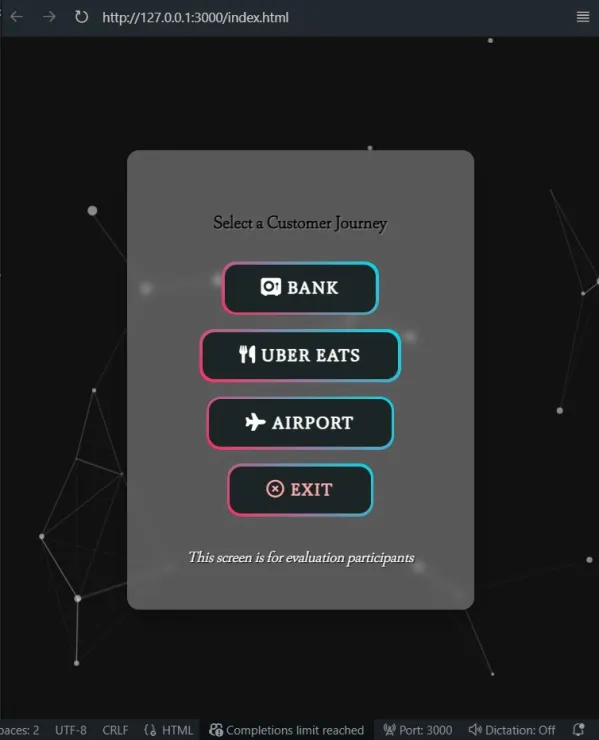 http://127.0.0.1:3000/index.html
Select a Customer Journey
BANK
UBER EATS
AIRPORT
EXIT
This screen is for evaluation participants
paces: 2 UTF-8 CRLF HTML Completions limit reached Port: 3000 Dictation: Off